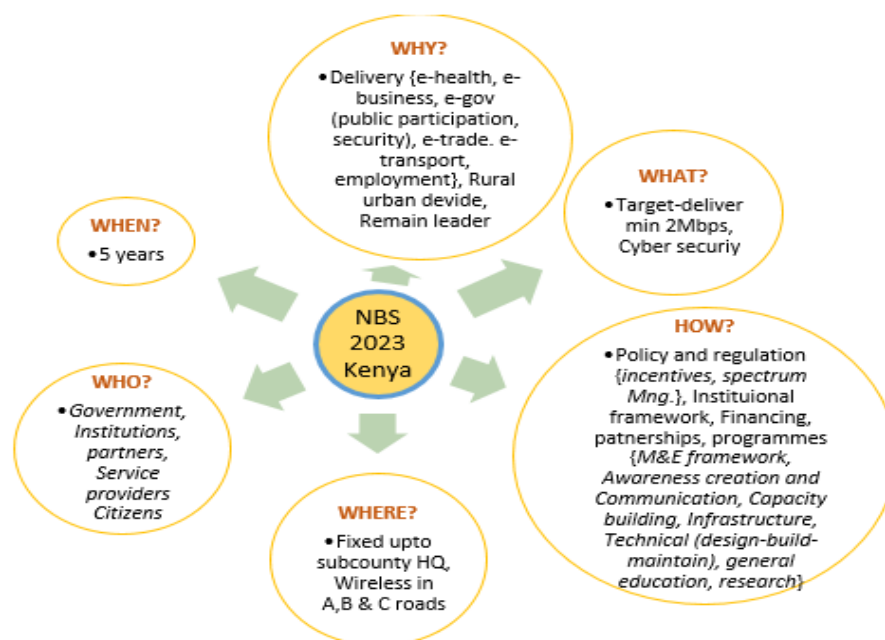 WHY?
•Delivery {e-health, e-
business, e-gov
(public participation,
security), e-trade. e-
transport,
employment}, Rural
urban devide,
Remain leader
WHAT?
•Target-deliver
min 2Mbps,
Cyber securiy
WHEN?
•5 years
NBS
2023
Kenya
HOW?
•Policy and regulation
{incentives, spectrum
Mng.}, Instituional
framework, Financing,
patnerships, programmes
{M&E framework,
Awareness creation and
Communication, Capacity
building, Infrastructure,
Technical (design-build-
maintain), general
education, research}
WHO?
•Government,
Institutions,
partners,
Service
providers
Citizens
WHERE?
•Fixed upto
subcounty HQ,
Wireless in
A,B & C roads